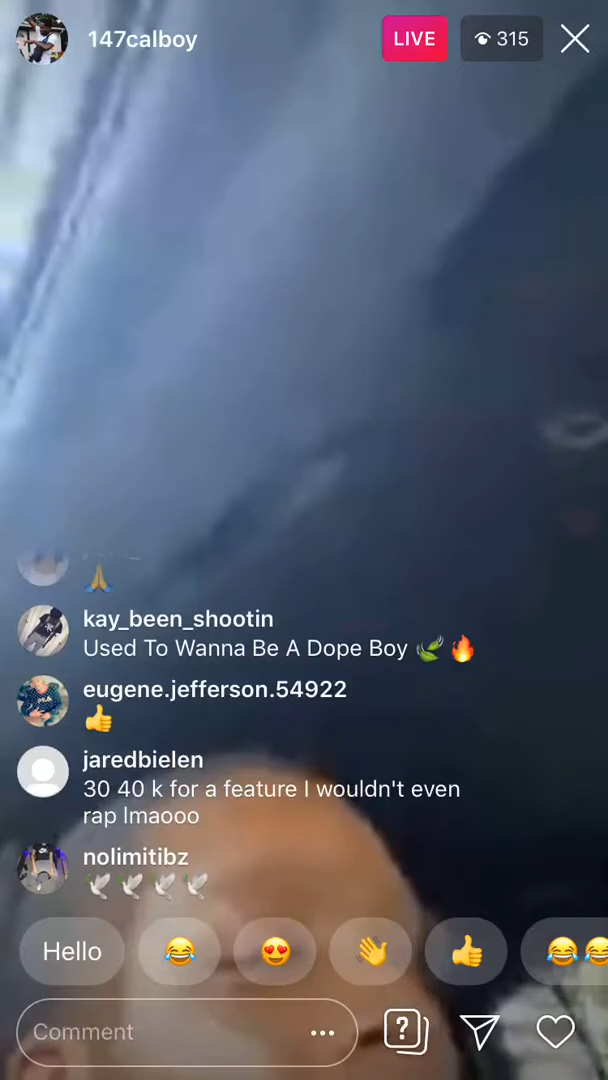 147calboy
LIVE
315
🙏
kay_been_shootin
Used To Wanna Be A Dope Boy 🌿🔥
eugene.jefferson.54922
👍
jaredbielen
30 40 k for a feature I wouldn't even
rap lmaooo
nolimitibz
🕊🕊🕊🕊
Hello 😂 😍 👋 👍 😂😂
Comment